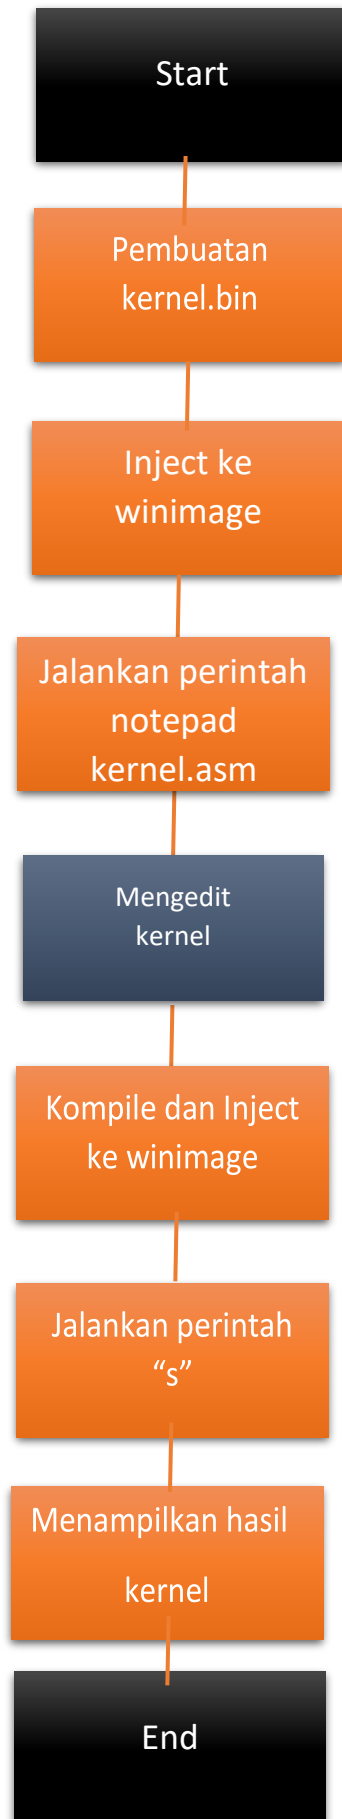 Start
Pembuatan
kernel.bin
Inject ke
winimage
Jalankan perintah
notepad
kernel.asm
Mengedit
kernel
Kompile dan Inject
ke winimage
Jalankan perintah
“s”
Menampilkan hasil
kernel
End